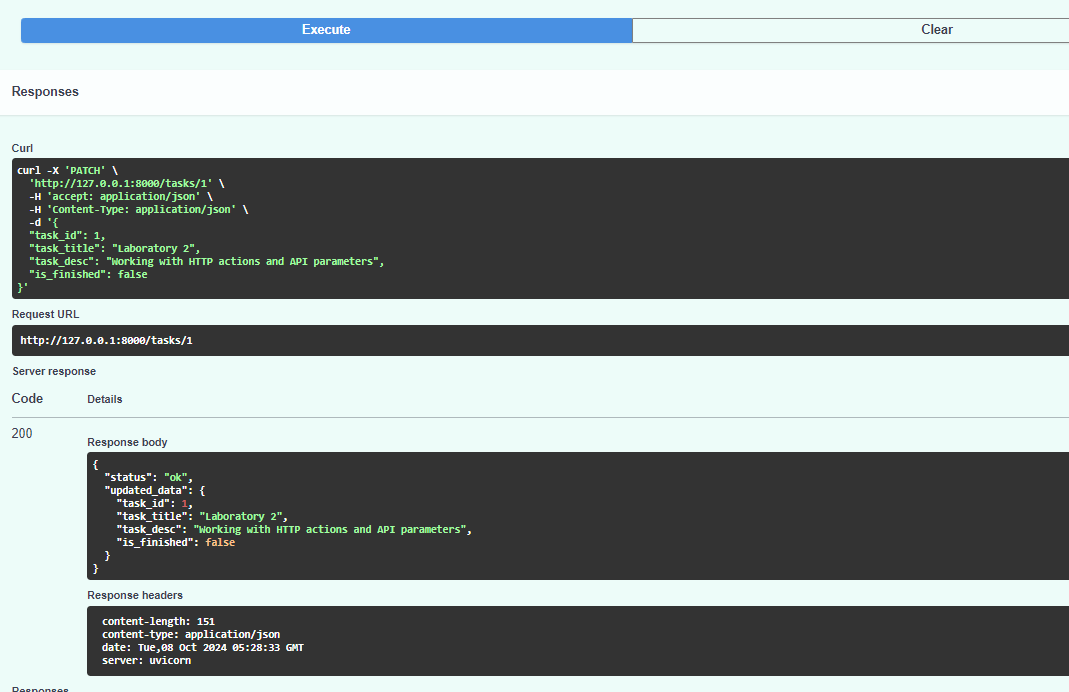 Execute
Clear
Responses
Curl
curl -X 'PATCH' \
'http://127.0.0.1:8000/tasks/1' \
-H 'accept: application/json' \
-H 'Content-Type: application/json' \
-d '{
"task_id": 1,
"task_title": "Laboratory 2",
"task_desc": "Working with HTTP actions and API parameters",
"is_finished": false
}'
Request URL
http://127.0.0.1:8000/tasks/1
Server response
Code Details
200
Response body
{
"status": "ok",
"updated_data": {
"task_id": 1,
"task_title": "Laboratory 2",
"task_desc": "Working with HTTP actions and API parameters",
"is_finished": false
}
}
Response headers
content-length: 151
content-type: application/json
date: Tue,08 Oct 2024 05:28:33 GMT
server: uvicorn
Responses